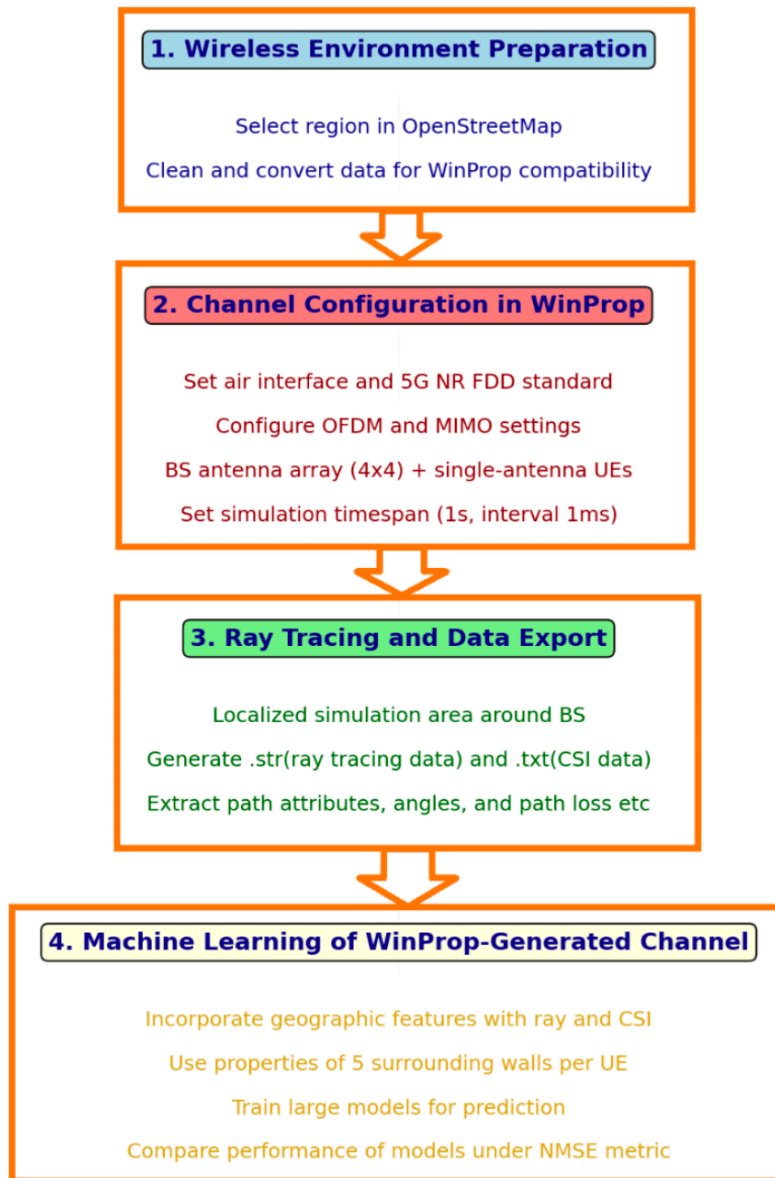 1. Wireless Environment Preparation
Select region in OpenStreetMap
Clean and convert data for WinProp compatibility
2. Channel Configuration in WinProp
Set air interface and 5G NR FDD standard
Configure OFDM and MIMO settings
BS antenna array (4x4) + single-antenna UEs
Set simulation timespan (1s, interval 1ms)
3. Ray Tracing and Data Export
Localized simulation area around BS
Generate .str(ray tracing data) and .txt(CSI data)
Extract path attributes, angles, and path loss etc
4. Machine Learning of WinProp-Generated Channel
Incorporate geographic features with ray and CSI
Use properties of 5 surrounding walls per UE
Train large models for prediction
Compare performance of models under NMSE metric